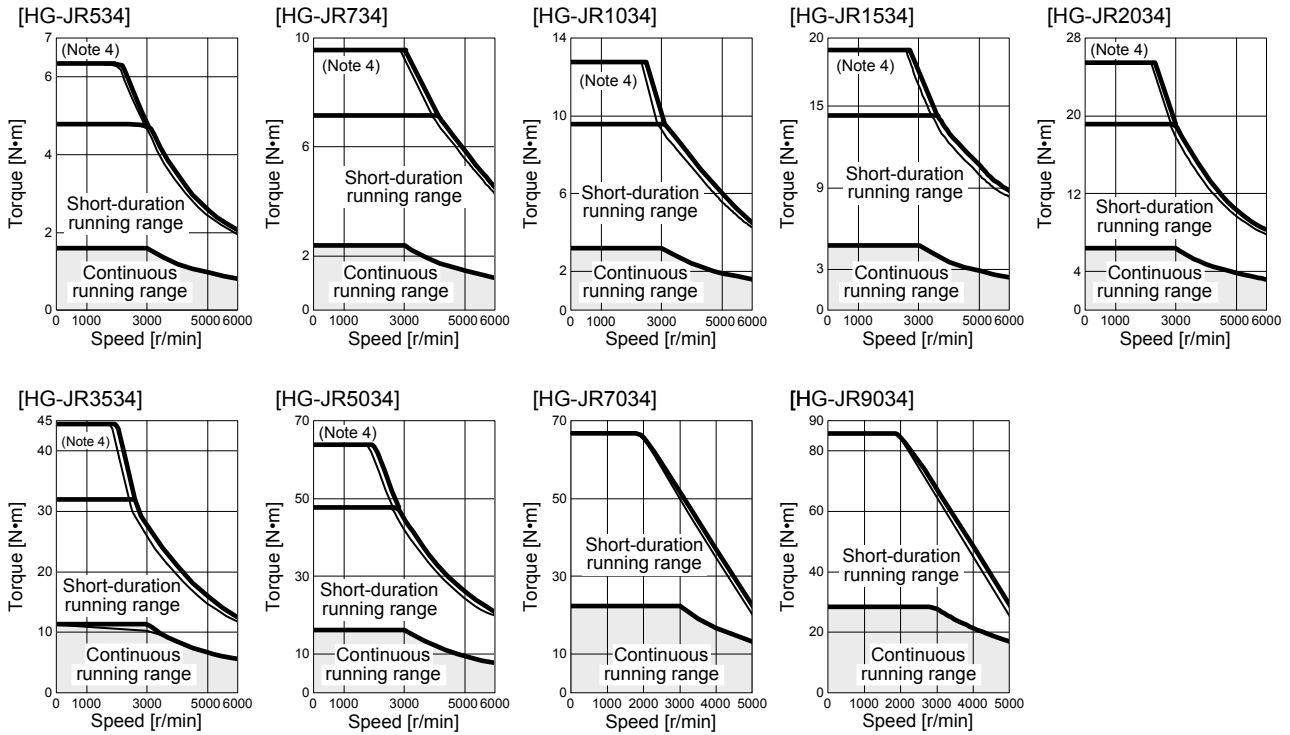 [HG-JR534]
7
6
4
2
0
(Note 4)
Short-duration
running range
Continuous
running range
0 1000 3000 5000 6000
Speed [r/min]
Torque [N•m]
[HG-JR734]
10
6
2
0
(Note 4)
Short-duration
running range
Continuous
running range
0 1000 3000 5000 6000
Speed [r/min]
Torque [N•m]
[HG-JR1034]
14
10
6
2
0
(Note 4)
Short-duration
running range
Continuous
running range
0 1000 3000 5000 6000
Speed [r/min]
Torque [N•m]
[HG-JR1534]
20
15
9
3
0
(Note 4)
Short-duration
running range
Continuous
running range
0 1000 3000 5000 6000
Speed [r/min]
Torque [N•m]
[HG-JR2034]
28
20
12
4
0
(Note 4)
Short-duration
running range
Continuous
running range
0 1000 3000 5000 6000
Speed [r/min]
Torque [N•m]
[HG-JR3534]
45
40
30
20
10
0
(Note 4)
Short-duration
running range
Continuous
running range
0 1000 3000 5000 6000
Speed [r/min]
Torque [N•m]
[HG-JR5034]
70
50
30
10
0
(Note 4)
Short-duration
running range
Continuous
running range
0 1000 3000 5000 6000
Speed [r/min]
Torque [N•m]
[HG-JR7034]
70
50
30
10
0
Short-duration
running range
Continuous
running range
0 1000 2000 3000 4000 5000
Speed [r/min]
Torque [N•m]
[HG-JR9034]
90
80
60
40
20
0
Short-duration
running range
Continuous
running range
0 1000 2000 3000 4000 5000
Speed [r/min]
Torque [N•m]